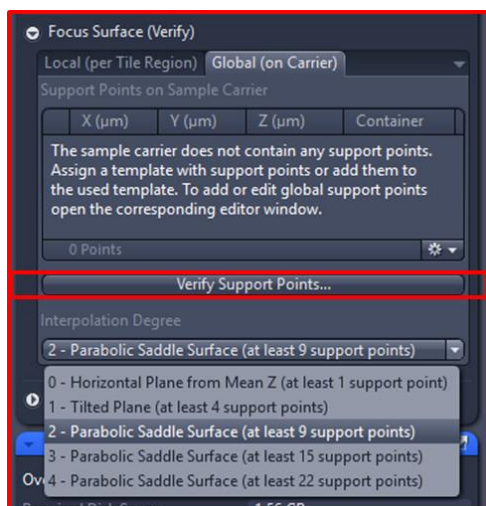 Focus Surface (Verify)
Local (per Tile Region) Global (on Carrier)
Support Points on Sample Carrier
X (µm) Y (µm) Z (µm) Container
The sample carrier does not contain any support points.
Assign a template with support points or add them to
the used template. To add or edit global support points
open the corresponding editor window.
0 Points
Verify Support Points...
Interpolation Degree
2 - Parabolic Saddle Surface (at least 9 support points)
0 - Horizontal Plane from Mean Z (at least 1 support point)
1 - Tilted Plane (at least 4 support points)
2 - Parabolic Saddle Surface (at least 9 support points)
3 - Parabolic Saddle Surface (at least 15 support points)
4 - Parabolic Saddle Surface (at least 22 support points)